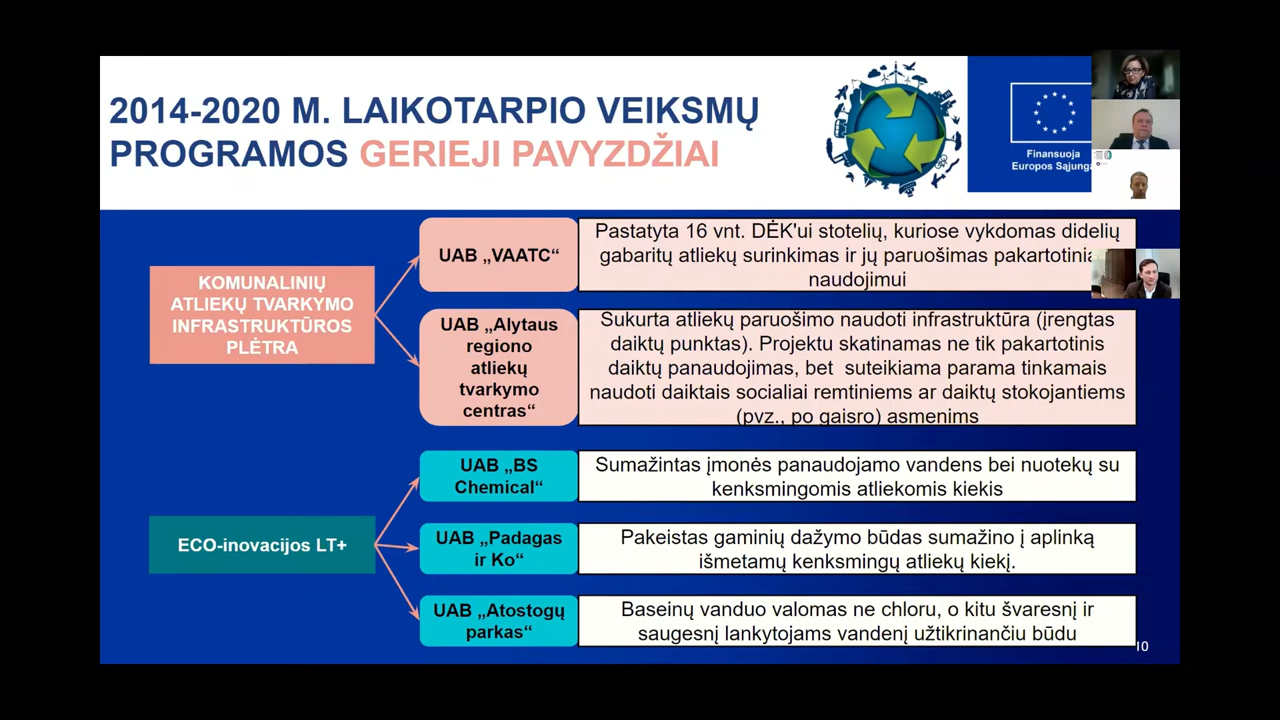 2014-2020 M. LAIKOTARPIO VEIKSMŲ
PROGRAMOS GERIEJI PAVYZDŽIAI
Finansuoja
Europos Sąjunga
KOMUNALINIŲ
ATLIEKŲ TVARKYMO
INFRASTRUKTŪROS
PLĖTRA
UAB „VAATC“
Pastatyta 16 vnt. DĖK'ui stotelių, kuriose vykdomas didelių
gabaritų atliekų surinkimas ir jų paruošimas
naudojimui
UAB „Alytaus
regiono
atliekų
tvarkymo
centras“
Sukurta atliekų paruošimo naudoti infrastruktūra (įrengtas
daiktų punktas). Projektu skatinamas ne tik pakartotinis
daiktų panaudojimas, bet suteikiama parama tinkamais
naudoti daiktais socialiai remtiniems ar daiktų stokojantiems
(pvz., po gaisro) asmenims
ECO-inovacijos LT+
UAB „BS
Chemical“
Sumažintas įmonės panaudojamo vandens bei nuotekų su
kenksmingomis atliekomis kiekis
UAB „Padagas
ir Ko“
Pakeistas gaminių dažymo būdas sumažino į aplinką
išmetamų kenksmingų atliekų kiekį.
UAB „Atostogų
parkas“
Baseinų vanduo valomas ne chloru, o kitu švaresnį ir
saugesnį lankytojams vandenį užtikrinančiu būdu
10